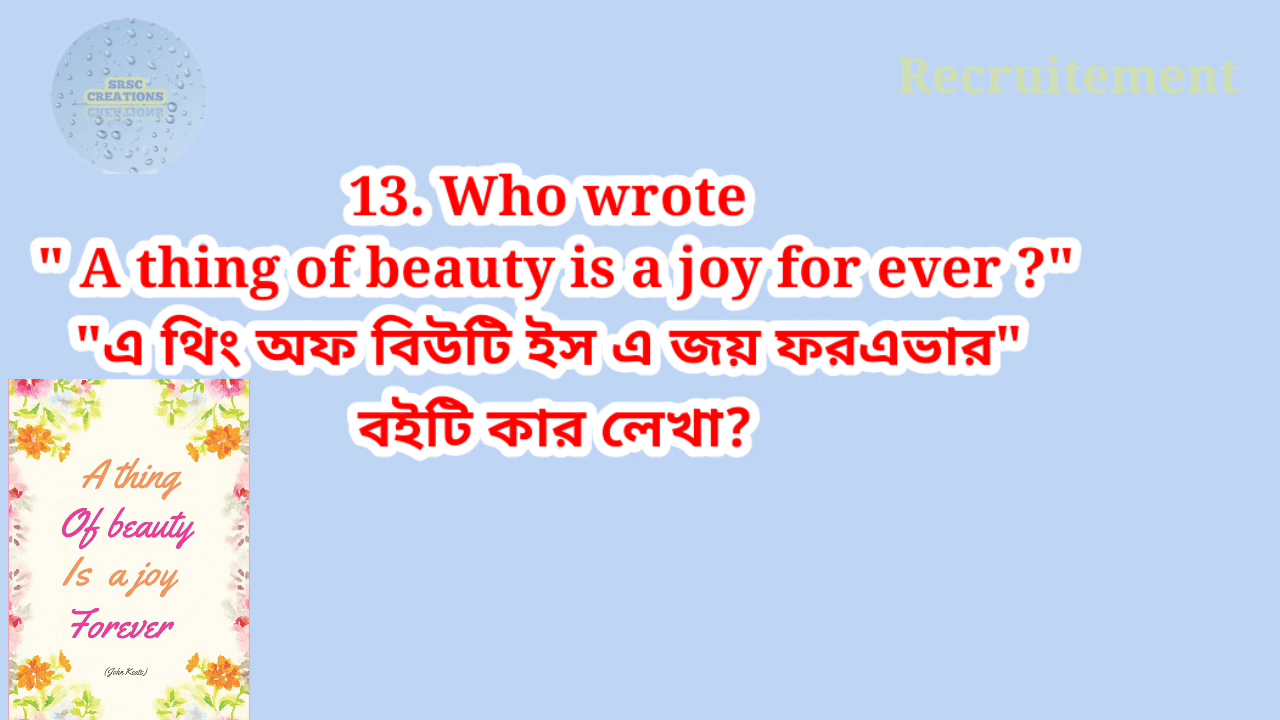 SRSC
CREATIONS
Recruitement
13. Who wrote
" A thing of beauty is a joy for ever ?"
"এ থিং অফ বিউটি ইস এ জয় ফরএভার"
বইটি কার লেখা?
A thing
Of beauty
Is a joy
Forever
(John Keats)